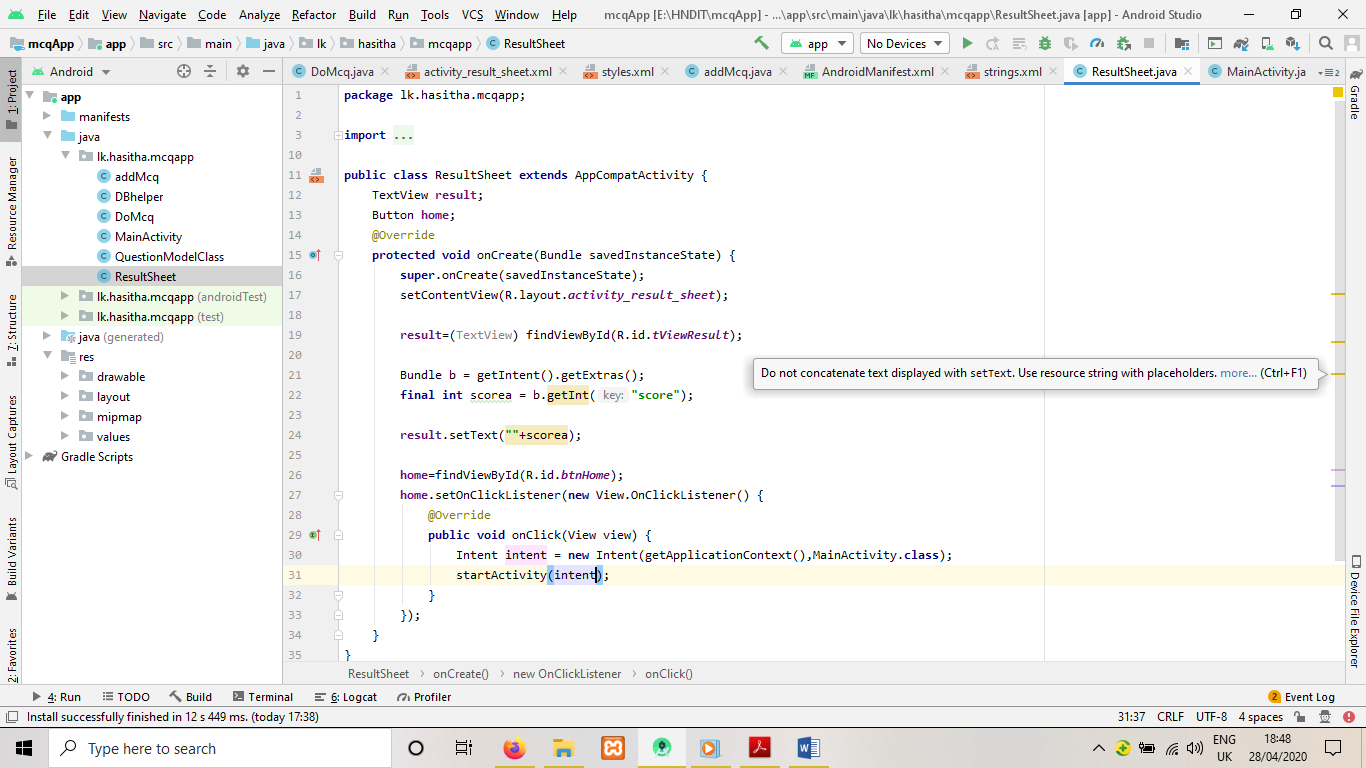 File Edit View Navigate Code Analyze Refactor Build Run Tools VCS Window Help mcqApp [E:\HNDIT\mcqApp] - ...\app\src\main\java\lk\hasitha\mcqapp\ResultSheet.java [app] - Android Studio
mcqApp app src main java lk hasitha mcqapp ResultSheet app No Devices
Android DoMcq.java activity_result_sheet.xml styles.xml addMcq.java AndroidManifest.xml strings.xml ResultSheet.java MainActivity.ja 2
1: Project
Resource Manager
7: Structure
Layout Captures
Build Variants
2: Favorites
app
manifests
java
lk.hasitha.mcqapp
addMcq
DBhelper
DoMcq
MainActivity
QuestionModelClass
ResultSheet
lk.hasitha.mcqapp (androidTest)
lk.hasitha.mcqapp (test)
java (generated)
res
drawable
layout
mipmap
values
Gradle Scripts
1 package lk.hasitha.mcqapp;
2
3 import ...
10
11 public class ResultSheet extends AppCompatActivity {
12 TextView result;
13 Button home;
14 @Override
15 protected void onCreate(Bundle savedInstanceState) {
16 super.onCreate(savedInstanceState);
17 setContentView(R.layout.activity_result_sheet);
18
19 result=(TextView) findViewById(R.id.tViewResult);
20
21 Bundle b = getIntent().getExtras();
22 final int scorea = b.getInt( key: "score");
23
24 result.setText(""+scorea);
25
26 home=findViewById(R.id.btnHome);
27 home.setOnClickListener(new View.OnClickListener() {
28 @Override
29 public void onClick(View view) {
30 Intent intent = new Intent(getApplicationContext(),MainActivity.class);
31 startActivity(intent);
32 }
33 });
34 }
35 }
Do not concatenate text displayed with setText. Use resource string with placeholders. more... (Ctrl+F1)
Gradle
Device File Explorer
ResultSheet onCreate() new OnClickListener onClick()
4: Run TODO Build Terminal 6: Logcat Profiler 2 Event Log
Install successfully finished in 12 s 449 ms. (today 17:38) 31:37 CRLF UTF-8 4 spaces
Type here to search
ENG
UK
18:48
28/04/2020